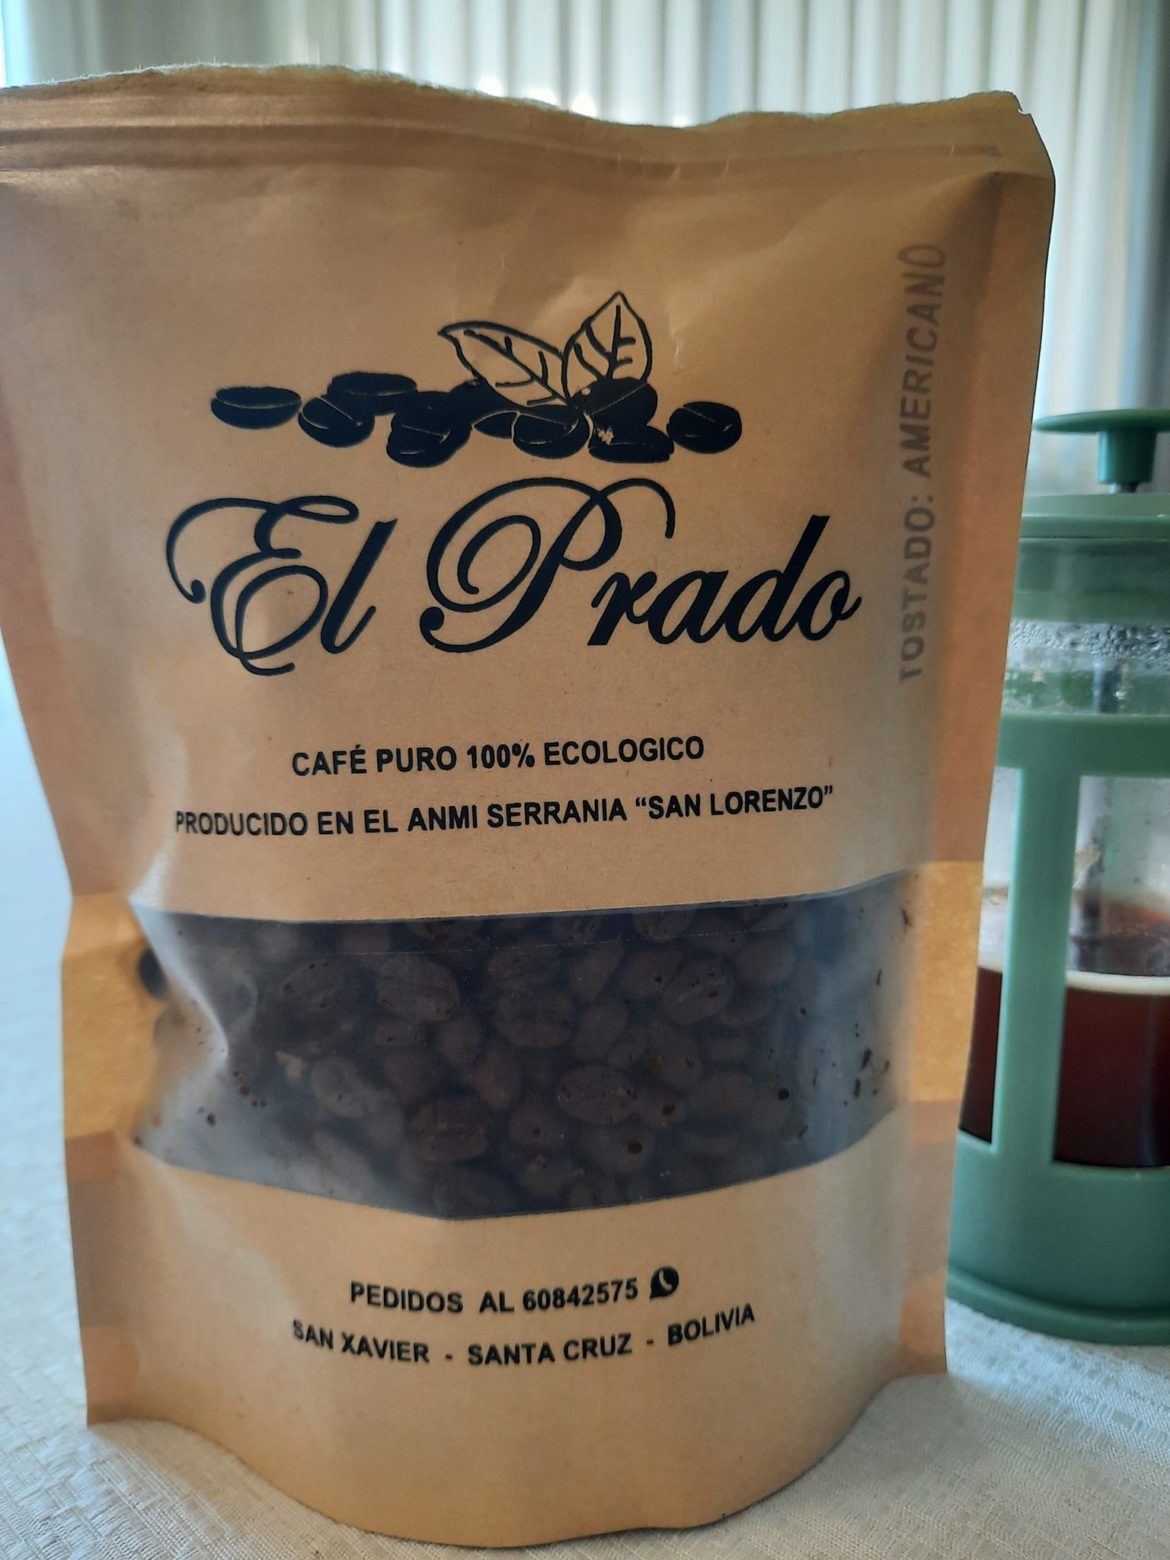 El Prado
TOSTADO: AMERICANO
CAFÉ PURO 100% ECOLOGICO
PRODUCIDO EN EL ANMI SERRANIA “SAN LORENZO”
PEDIDOS AL 60842575
SAN XAVIER - SANTA CRUZ - BOLIVIA